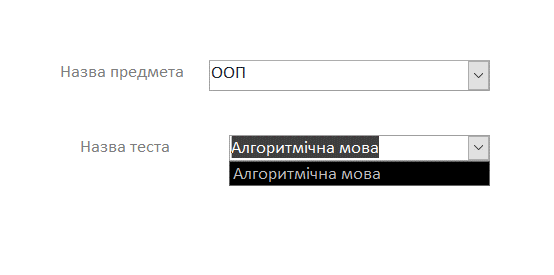 Назва предмета ООП
Назва теста Алгоритмічна мова
Алгоритмічна мова